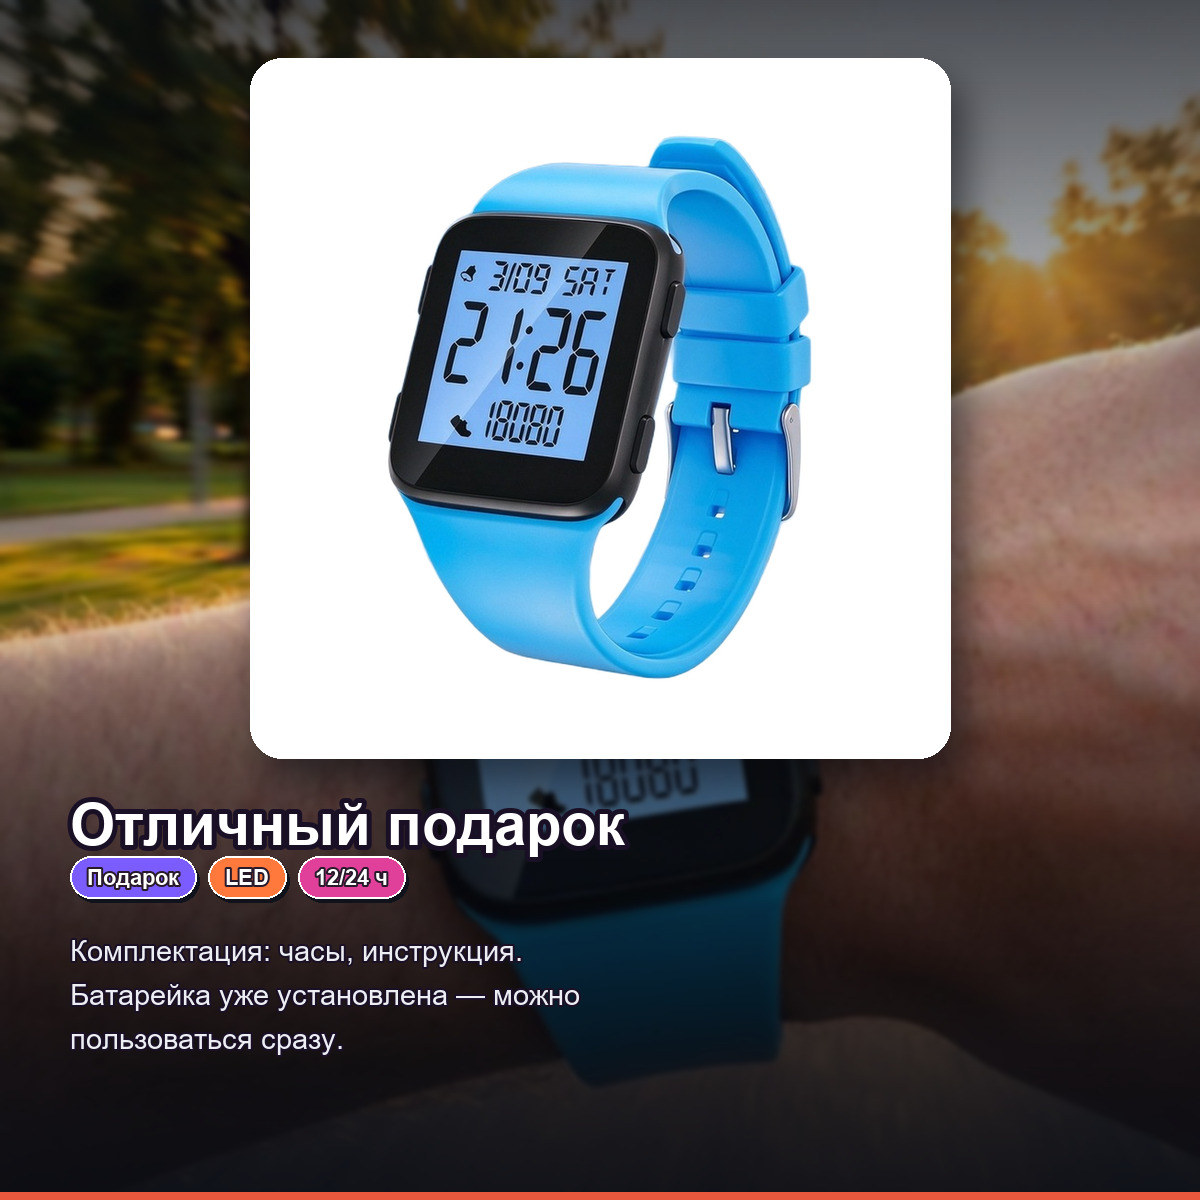 3/09 SAT
21:26
18080
18080
Отличный подарок
Подарок LED 12/24 ч
Комплектация: часы, инструкция.
Батарейка уже установлена — можно
пользоваться сразу.